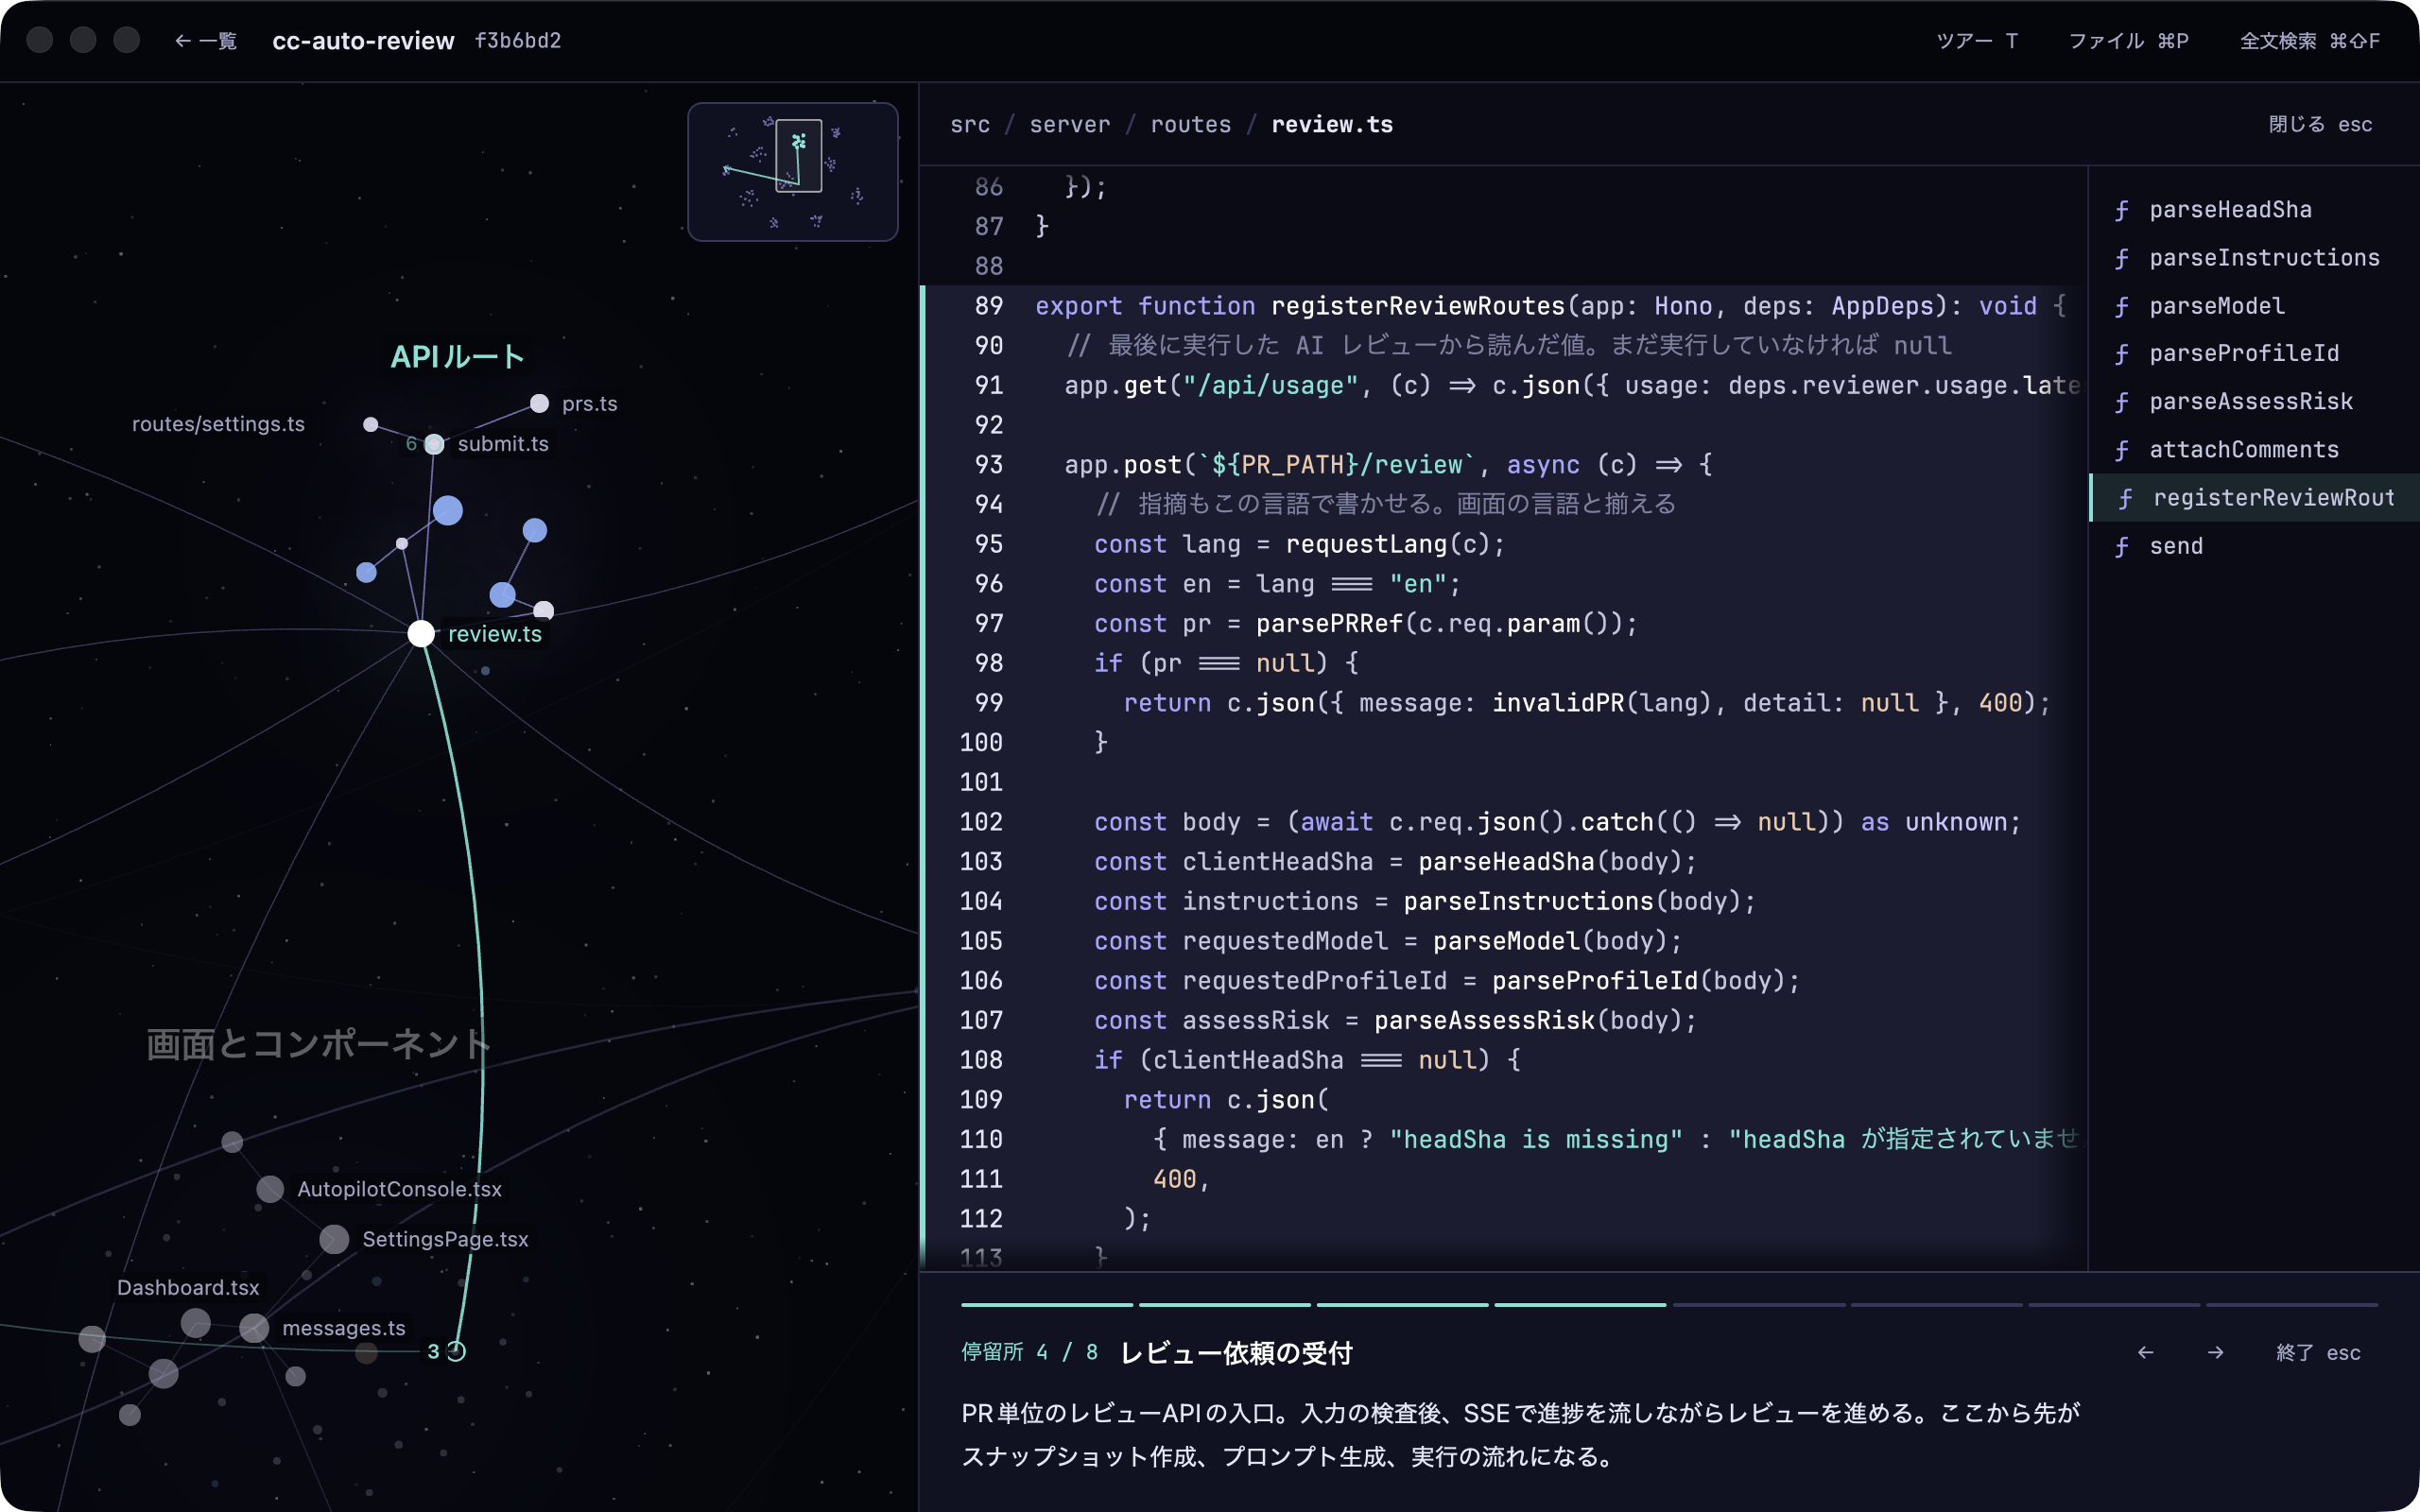 ← 一覧 cc-auto-review f3b6bd2 ツアー T ファイル ⌘P 全文検索 ⌘⇧F
APIルート
prs.ts
routes/settings.ts
6 submit.ts
review.ts
画面とコンポーネント
AutopilotConsole.tsx
SettingsPage.tsx
Dashboard.tsx
messages.ts
3
src / server / routes / review.ts 閉じる esc
86 });
87 }
88
89 export function registerReviewRoutes(app: Hono, deps: AppDeps): void {
90 // 最後に実行した AI レビューから読んだ値。まだ実行していなければ null
91 app.get("/api/usage", (c) => c.json({ usage: deps.reviewer.usage.late
92
93 app.post(`${PR_PATH}/review`, async (c) => {
94 // 指摘もこの言語で書かせる。画面の言語と揃える
95 const lang = requestLang(c);
96 const en = lang === "en";
97 const pr = parsePRRef(c.req.param());
98 if (pr === null) {
99 return c.json({ message: invalidPR(lang), detail: null }, 400);
100 }
101
102 const body = (await c.req.json().catch(() => null)) as unknown;
103 const clientHeadSha = parseHeadSha(body);
104 const instructions = parseInstructions(body);
105 const requestedModel = parseModel(body);
106 const requestedProfileId = parseProfileId(body);
107 const assessRisk = parseAssessRisk(body);
108 if (clientHeadSha === null) {
109 return c.json(
110 { message: en ? "headSha is missing" : "headSha が指定されていませ
111 400,
112 );
113 }
ƒ parseHeadSha
ƒ parseInstructions
ƒ parseModel
ƒ parseProfileId
ƒ parseAssessRisk
ƒ attachComments
ƒ registerReviewRout
ƒ send
停留所 4 / 8 レビュー依頼の受付 ← → 終了 esc
PR単位のレビューAPIの入口。入力の検査後、SSEで進捗を流しながらレビューを進める。ここから先が
スナップショット作成、プロンプト生成、実行の流れになる。